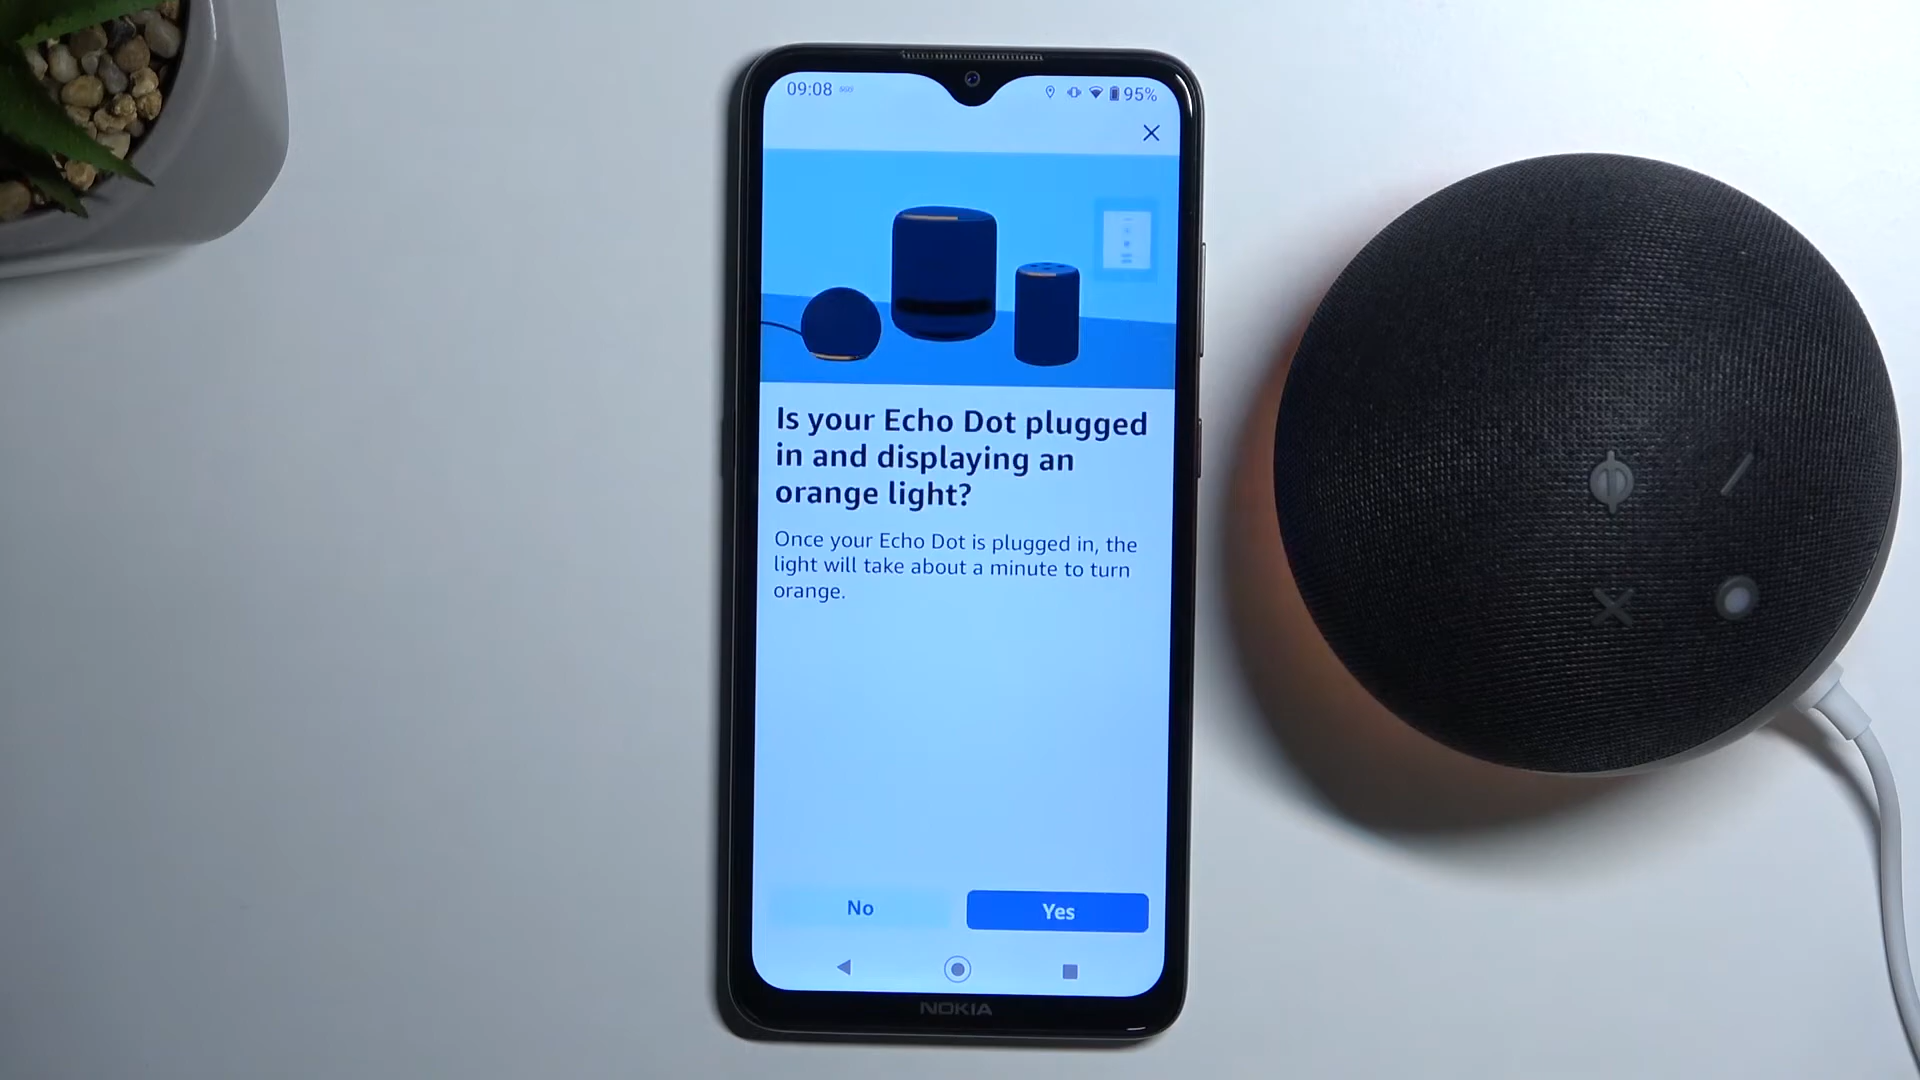 09:08
95%
Is your Echo Dot plugged
in and displaying an
orange light?
Once your Echo Dot is plugged in, the
light will take about a minute to turn
orange.
No
Yes
NOKIA